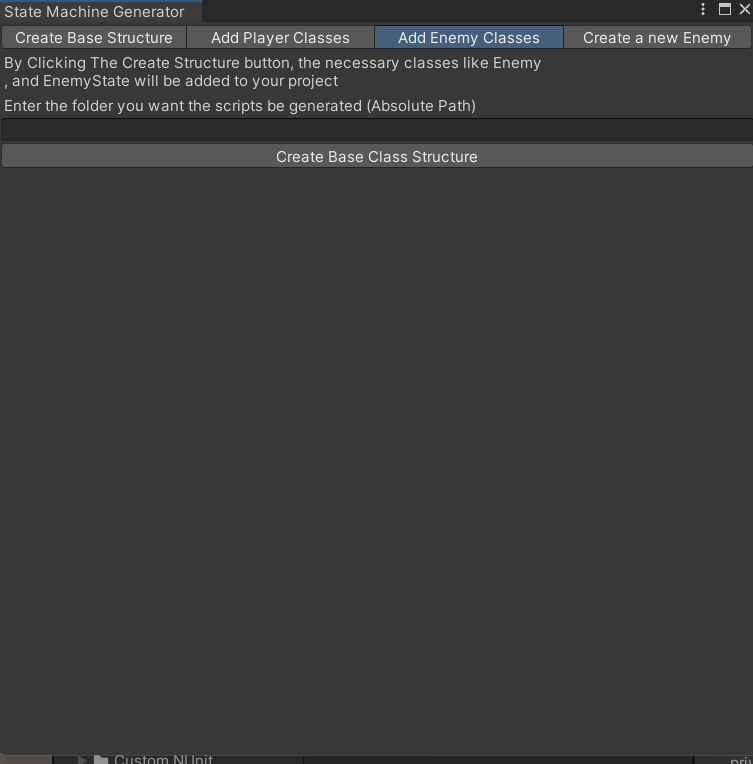 State Machine Generator
Create Base Structure Add Player Classes Add Enemy Classes Create a new Enemy
By Clicking The Create Structure button, the necessary classes like Enemy
, and EnemyState will be added to your project
Enter the folder you want the scripts be generated (Absolute Path)
Create Base Class Structure
Custom NUnit